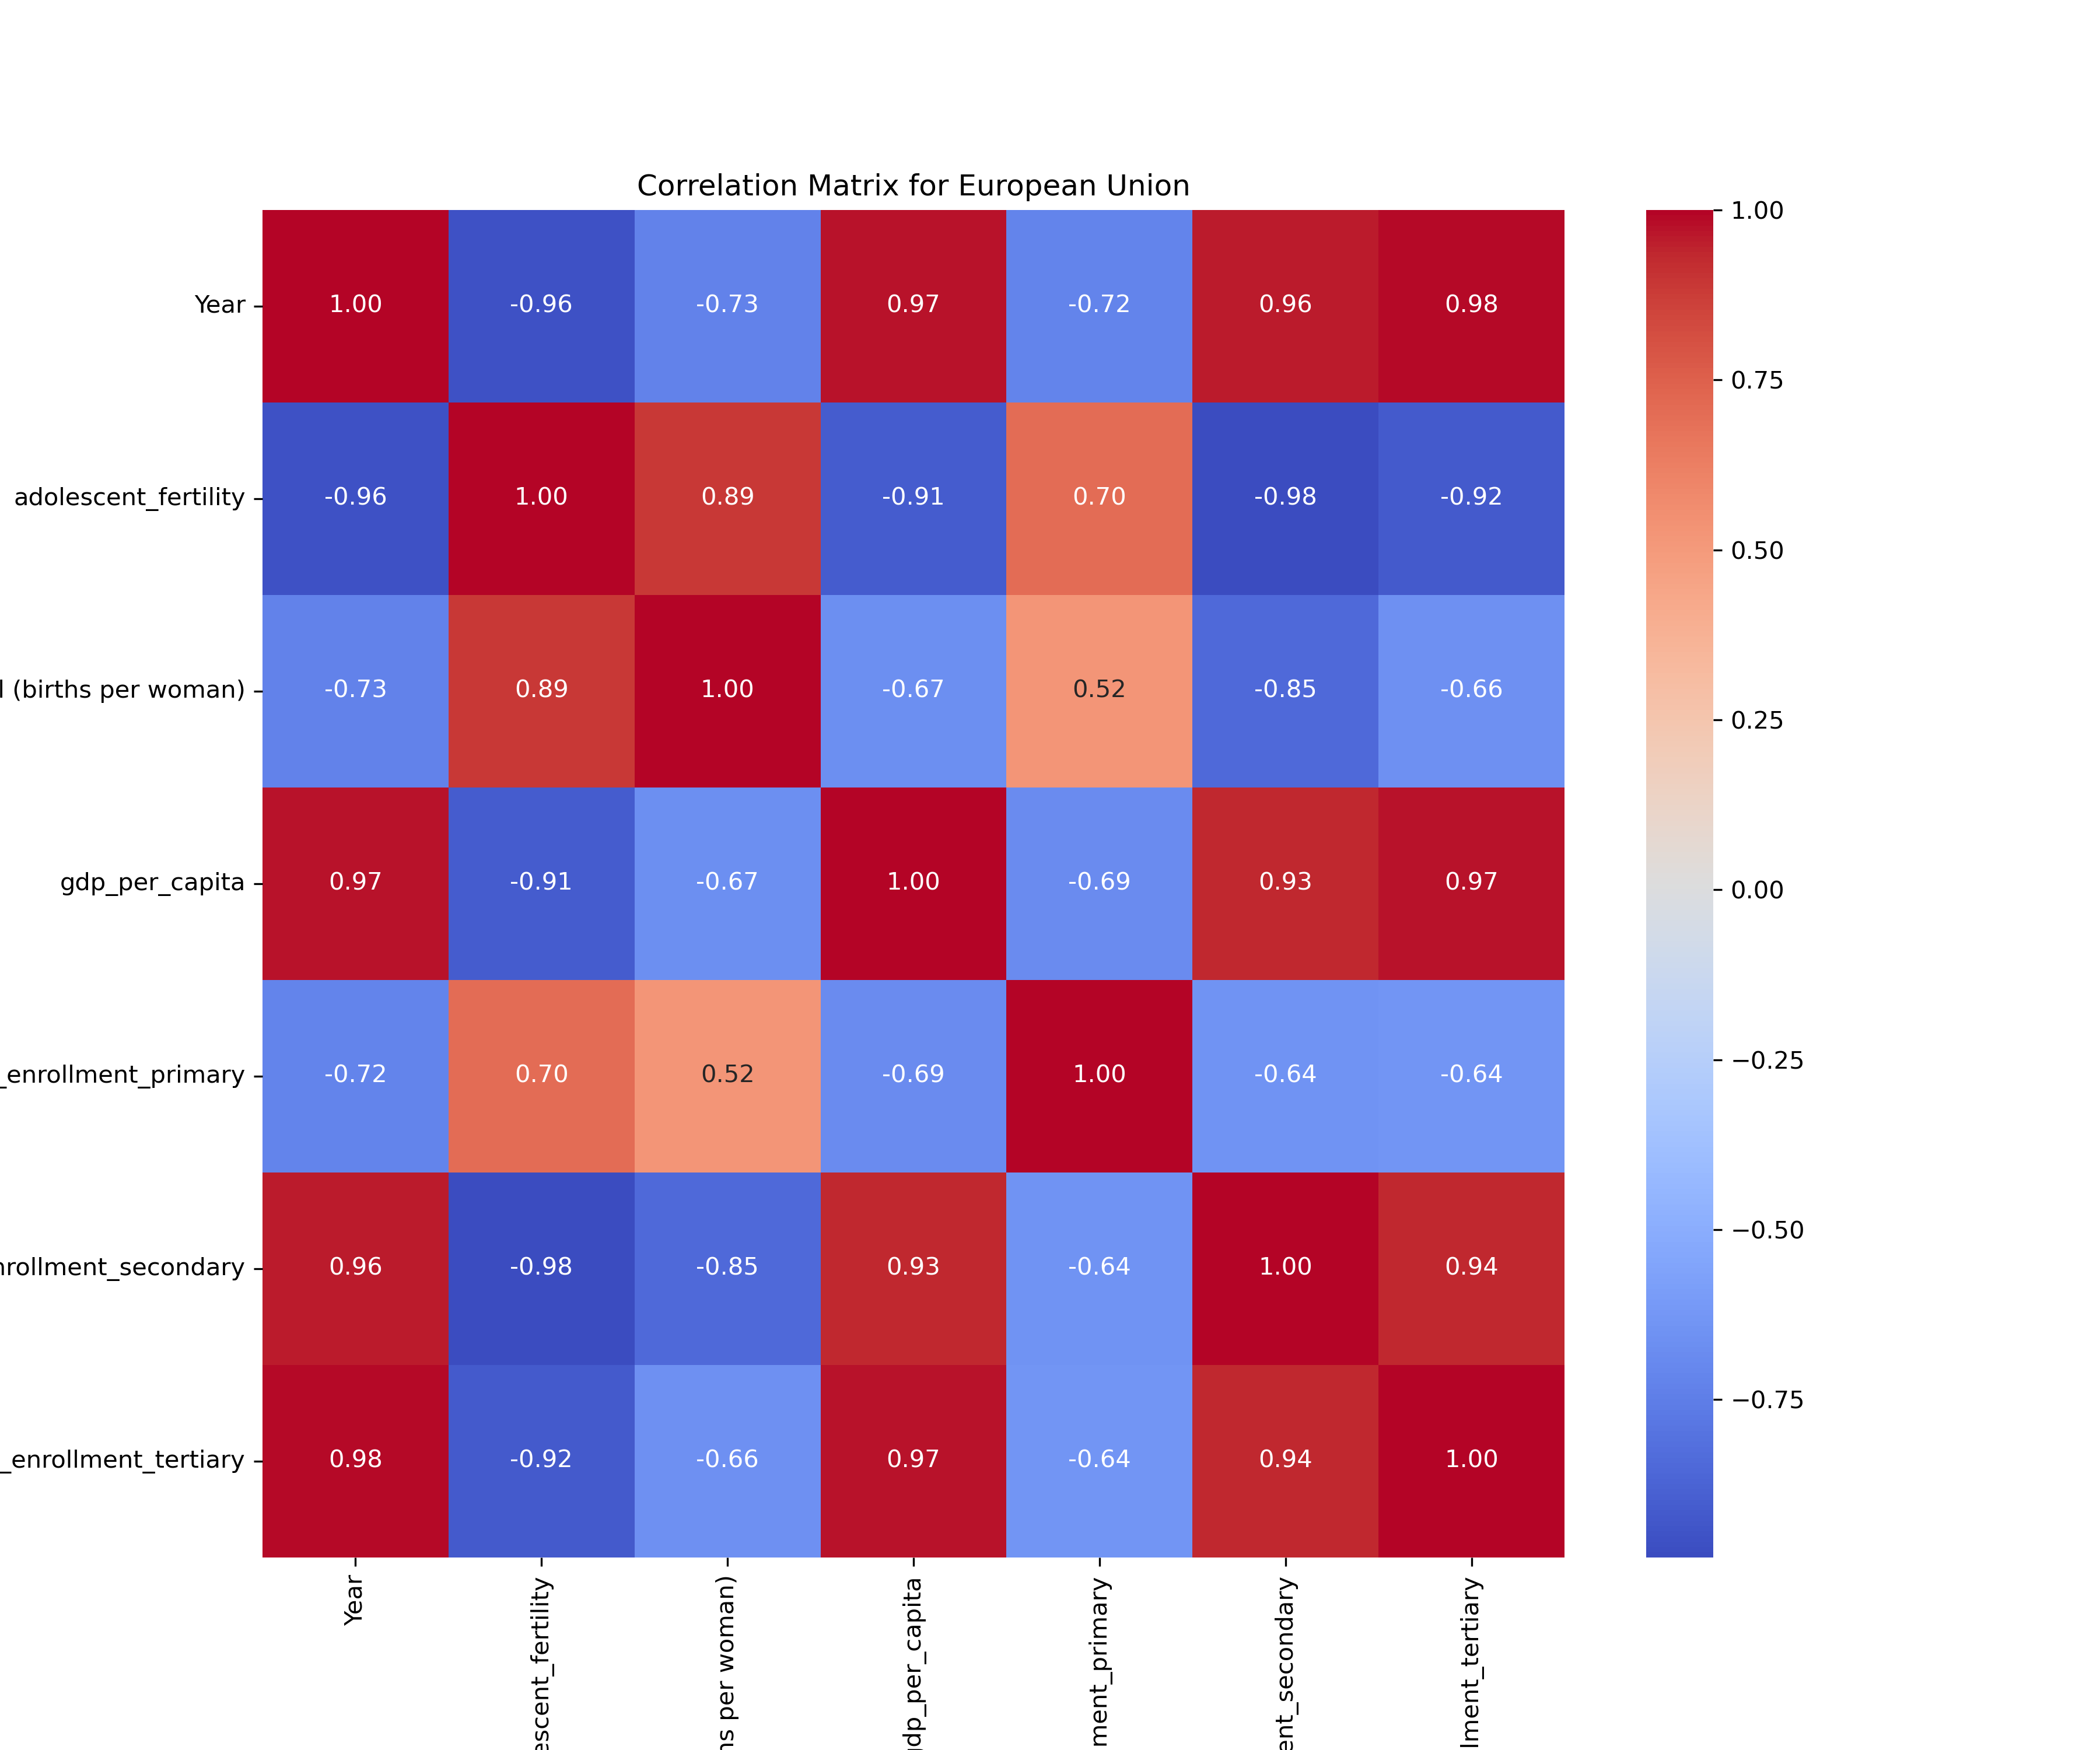 Correlation Matrix for European Union
Year 1.00 -0.96 -0.73 0.97 -0.72 0.96 0.98
adolescent_fertility -0.96 1.00 0.89 -0.91 0.70 -0.98 -0.92
l (births per woman) -0.73 0.89 1.00 -0.67 0.52 -0.85 -0.66
gdp_per_capita 0.97 -0.91 -0.67 1.00 -0.69 0.93 0.97
_enrollment_primary -0.72 0.70 0.52 -0.69 1.00 -0.64 -0.64
nrollment_secondary 0.96 -0.98 -0.85 0.93 -0.64 1.00 0.94
_enrollment_tertiary 0.98 -0.92 -0.66 0.97 -0.64 0.94 1.00
Year
escent_fertility
ns per woman)
gdp_per_capita
ment_primary
ent_secondary
lment_tertiary
1.00
0.75
0.50
0.25
0.00
−0.25
−0.50
−0.75